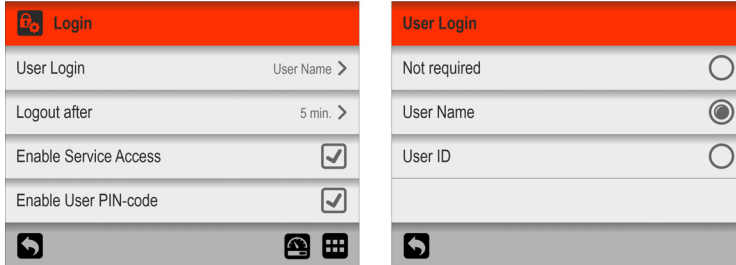 Login
User Login User Name
Logout after 5 min.
Enable Service Access
Enable User PIN-code
User Login
Not required
User Name
User ID